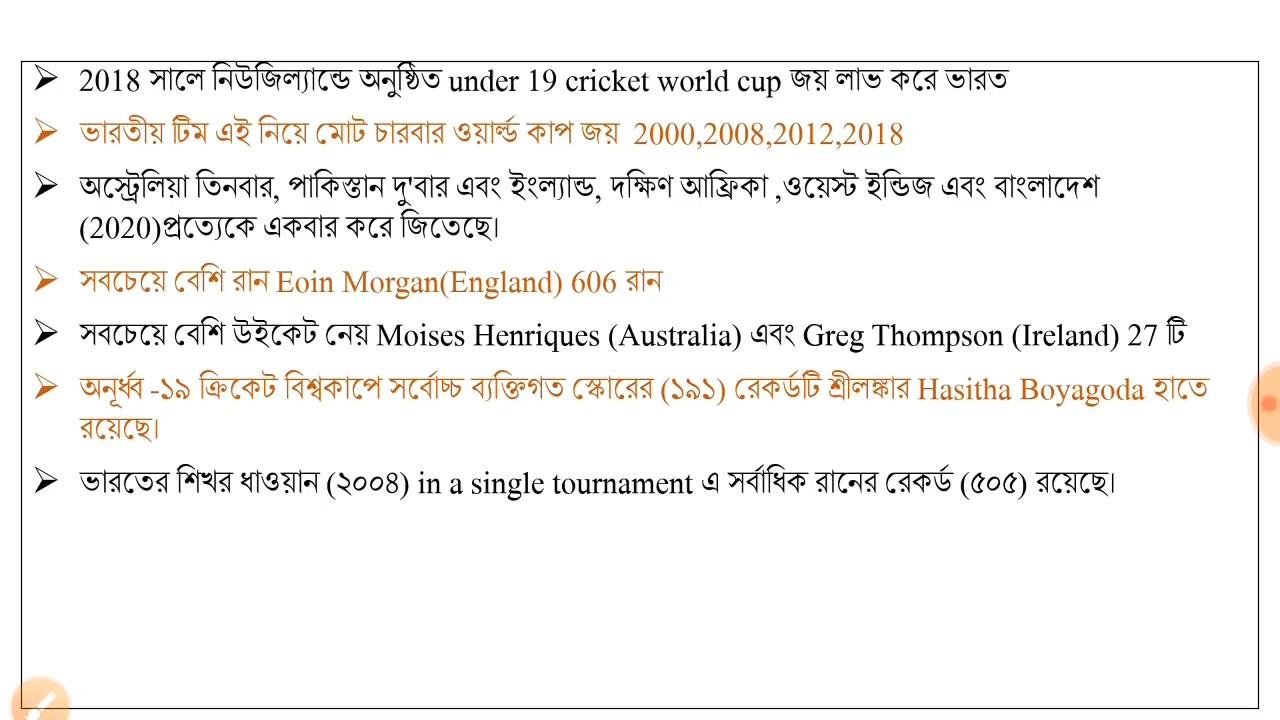 ➢ 2018 সালে নিউজিল্যান্ডে অনুষ্ঠিত under 19 cricket world cup জয় লাভ করে ভারত
➢ ভারতীয় টিম এই নিয়ে মোট চারবার ওয়ার্ল্ড কাপ জয় 2000,2008,2012,2018
➢ অস্ট্রেলিয়া তিনবার, পাকিস্তান দু'বার এবং ইংল্যান্ড, দক্ষিণ আফ্রিকা ,ওয়েস্ট ইন্ডিজ এবং বাংলাদেশ
(2020)প্রত্যেকে একবার করে জিতেছে।
➢ সবচেয়ে বেশি রান Eoin Morgan(England) 606 রান
➢ সবচেয়ে বেশি উইকেট নেয় Moises Henriques (Australia) এবং Greg Thompson (Ireland) 27 টি
➢ অনূর্ধ্ব -১৯ ক্রিকেট বিশ্বকাপে সর্বোচ্চ ব্যক্তিগত স্কোরের (১৯১) রেকর্ডটি শ্রীলঙ্কার Hasitha Boyagoda হাতে
রয়েছে।
➢ ভারতের শিখর ধাওয়ান (২০০4) in a single tournament এ সর্বাধিক রানের রেকর্ড (৫০৫) রয়েছে।